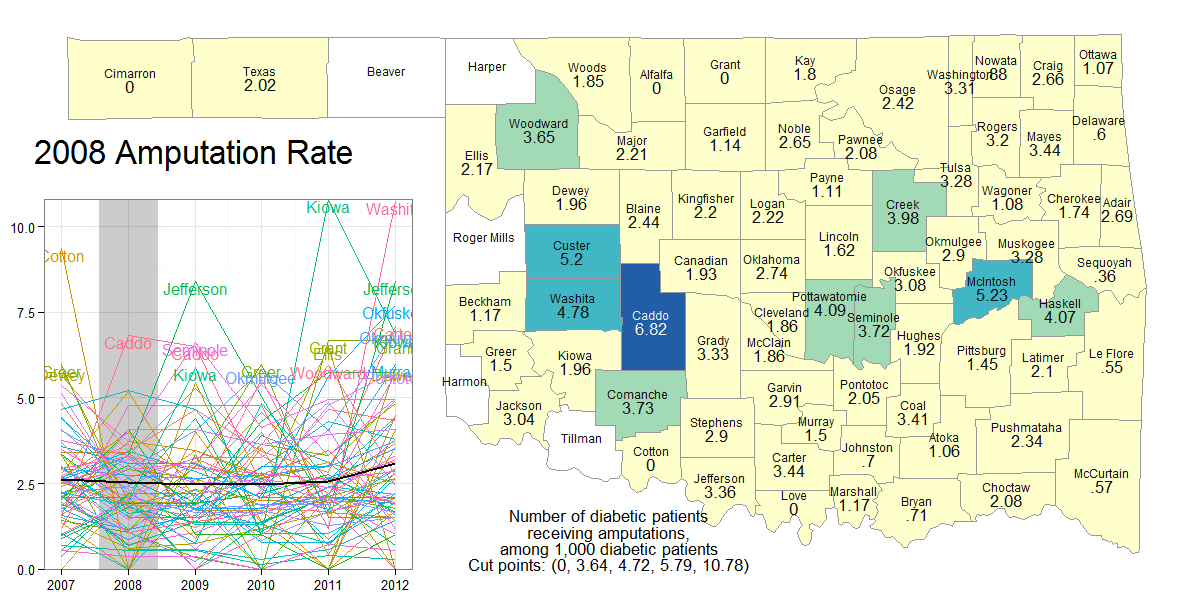 2008 Amputation Rate
10.0
7.5
5.0
2.5
0.0
2007 2008 2009 2010 2011 2012
Cotton
Greer
Caddo
Jefferson
Seminole
Caddo
Kiowa
Greer
Okmulgee
Kiowa
Grant
Ellis
Woodward
Washit
Jeffers
Cimarron
0
Texas
2.02
Beaver
Harper
Woods
1.85
Alfalfa
0
Grant
0
Kay
1.8
Osage
2.42
Washington
3.31
Nowata
.88
Craig
2.66
Ottawa
1.07
Woodward
3.65
Ellis
2.17
Major
2.21
Garfield
1.14
Noble
2.65
Pawnee
2.08
Rogers
3.2
Mayes
3.44
Delaware
.6
Tulsa
3.28
Dewey
1.96
Blaine
2.44
Kingfisher
2.2
Logan
2.22
Payne
1.11
Creek
3.98
Wagoner
1.08
Cherokee
1.74
Adair
2.69
Roger Mills
Custer
5.2
Canadian
1.93
Oklahoma
2.74
Lincoln
1.62
Okmulgee
2.9
Muskogee
3.28
Sequoyah
.36
Okfuskee
3.08
McIntosh
5.23
Haskell
4.07
Beckham
1.17
Washita
4.78
Caddo
6.82
Cleveland
1.86
Pottawatomie
4.09
Seminole
3.72
Hughes
1.92
McClain
1.86
Grady
3.33
Pittsburg
1.45
Latimer
2.1
Le Flore
.55
Greer
1.5
Kiowa
1.96
Harmon
Jackson
3.04
Comanche
3.73
Tillman
Cotton
0
Stephens
2.9
Garvin
2.91
Pontotoc
2.05
Murray
1.5
Coal
3.41
Atoka
1.06
Pushmataha
2.34
Jefferson
3.36
Carter
3.44
Johnston
.7
Love
0
Marshall
1.17
Bryan
.71
Choctaw
2.08
McCurtain
.57
Number of diabetic patients
receiving amputations,
among 1,000 diabetic patients
Cut points: (0, 3.64, 4.72, 5.79, 10.78)